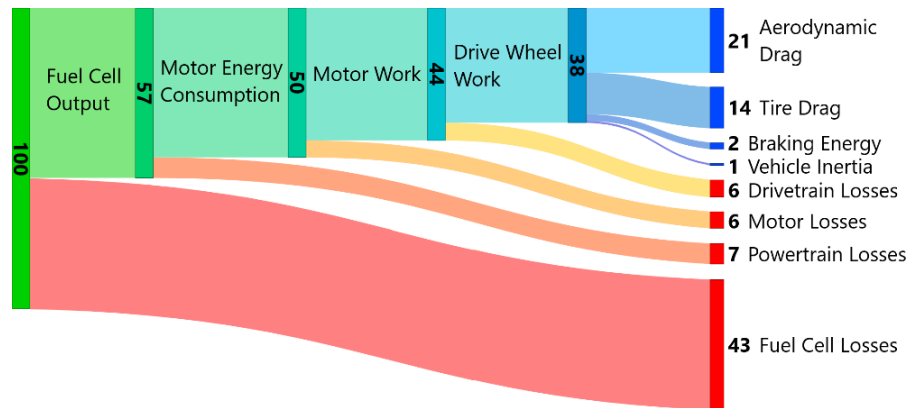 100
Fuel Cell
Output
57
Motor Energy
Consumption
50
Motor Work
44
Drive Wheel
Work
38
21 Aerodynamic
Drag
14 Tire Drag
2 Braking Energy
1 Vehicle Inertia
6 Drivetrain Losses
6 Motor Losses
7 Powertrain Losses
43 Fuel Cell Losses